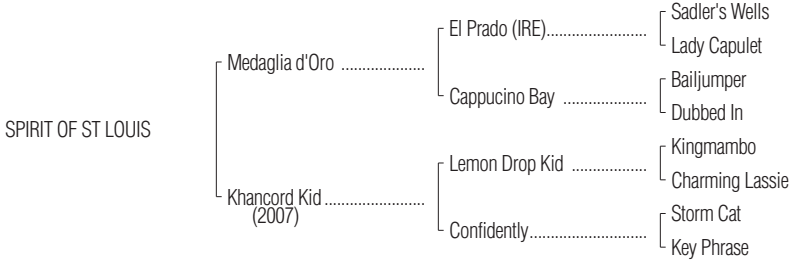 Sadler's Wells
El Prado (IRE)........................
Lady Capulet
Medaglia d'Oro ....................
Bailjumper
Cappucino Bay ....................
Dubbed In
SPIRIT OF ST LOUIS
Kingmambo
Lemon Drop Kid ..................
Charming Lassie
Khancord Kid........................
(2007)
Storm Cat
Confidently............................
Key Phrase